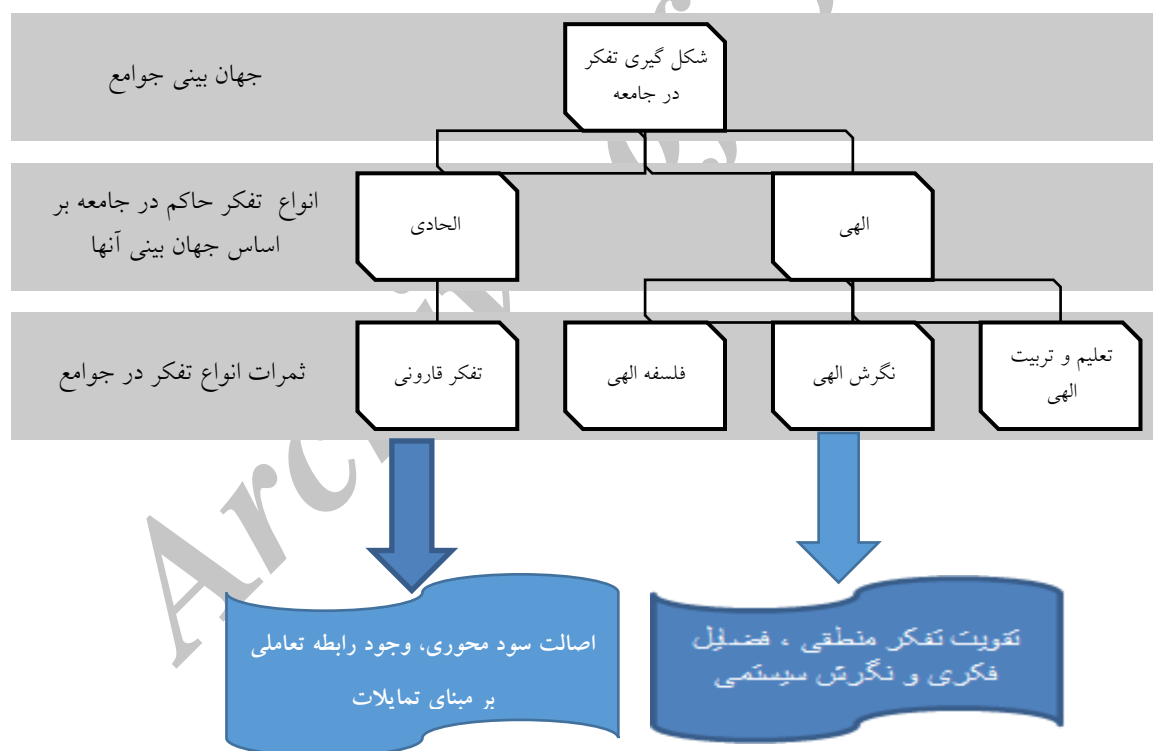 شکل گیری تفکر
در جامعه
جهان بینی جوامع
الهی
الحادی
انواع تفکر حاکم در جامعه بر
اساس جهان بینی آنها
تعلیم و تربیت
الهی
نگرش الهی
فلسفه الهی
تفکر قارونی
ثمرات انواع تفکر در جوامع
تقویت تفکر منطقی ، فضایل
فکری و نگرش سیستمی
اصالت سود محوری، وجود رابطه تعاملی
بر مبنای تمایلات